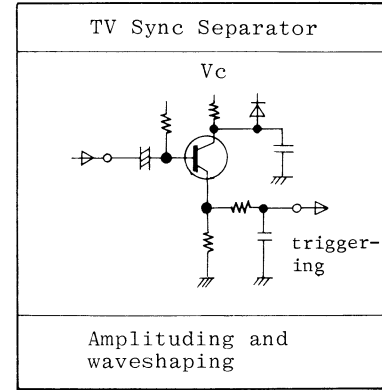 TV Sync Separator
Vc
trigger-
ing
Amplituding and
waveshaping